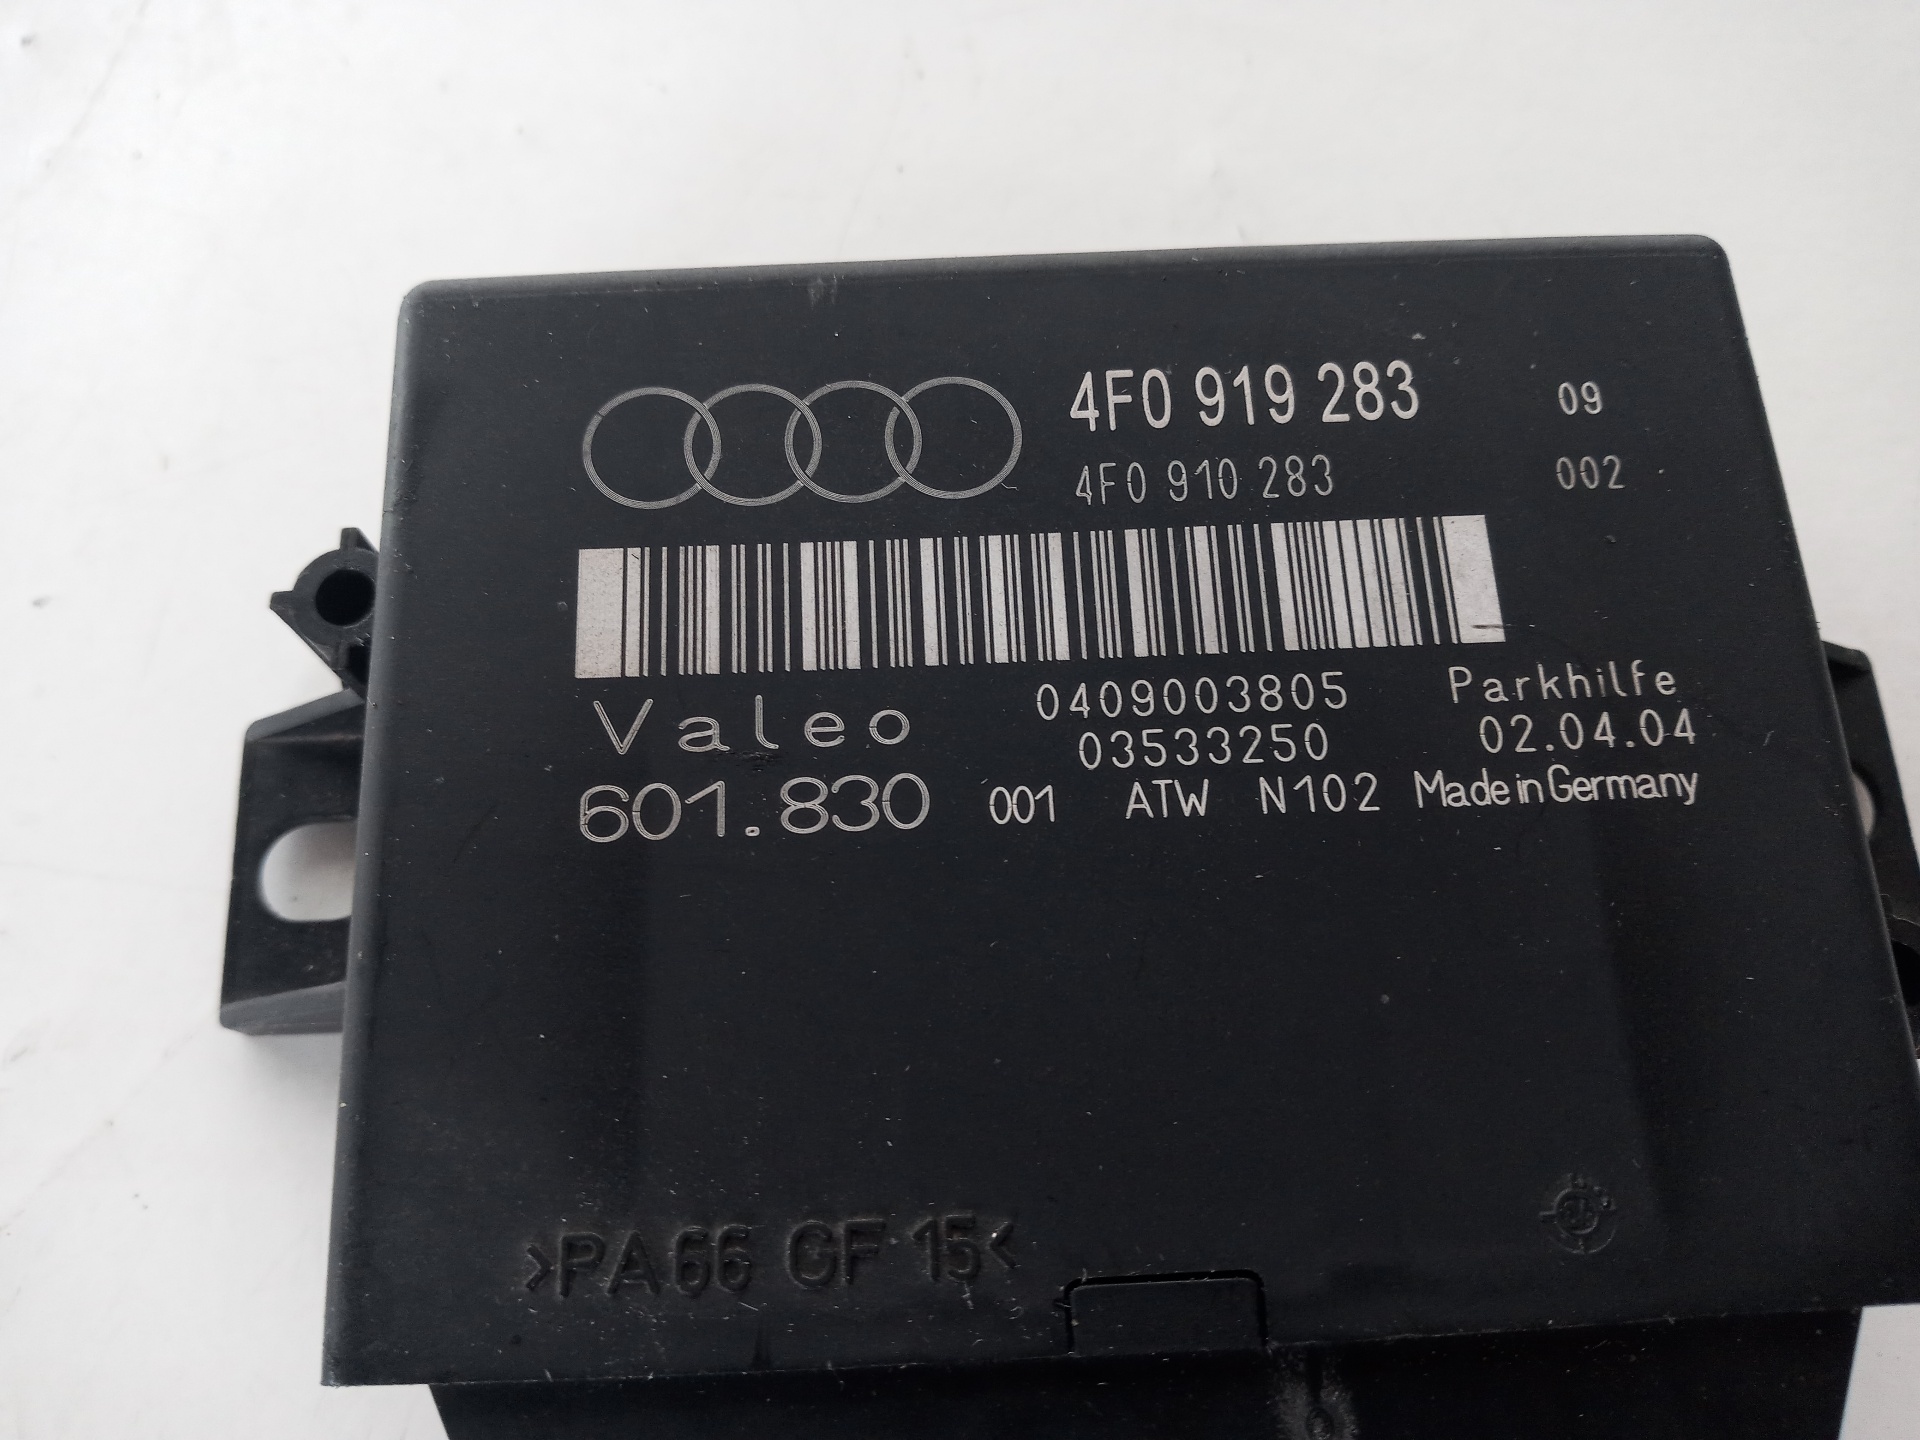 4F0 919 283 09
4F0 910 283 002
Valeo 0409003805 Parkhilfe
03533250 02.04.04
601.830 001 ATW N102 Made in Germany
>PA66 GF 15<